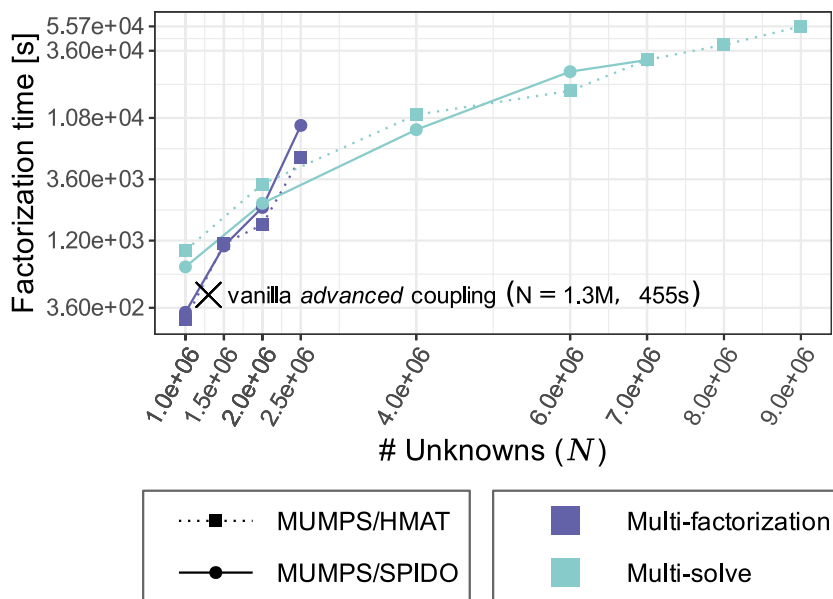 Factorization time [s]
5.57e+04
3.60e+04
1.08e+04
3.60e+03
1.20e+03
3.60e+02
vanilla advanced coupling (N = 1.3M, 455s)
1.0e+06
1.5e+06
2.0e+06
2.5e+06
4.0e+06
6.0e+06
7.0e+06
8.0e+06
9.0e+06
# Unknowns (N)
MUMPS/HMAT
MUMPS/SPIDO
Multi-factorization
Multi-solve